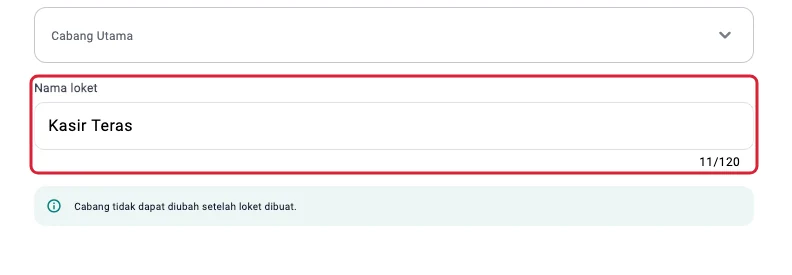 Cabang Utama
Nama loket
Kasir Teras
11/120
Cabang tidak dapat diubah setelah loket dibuat.